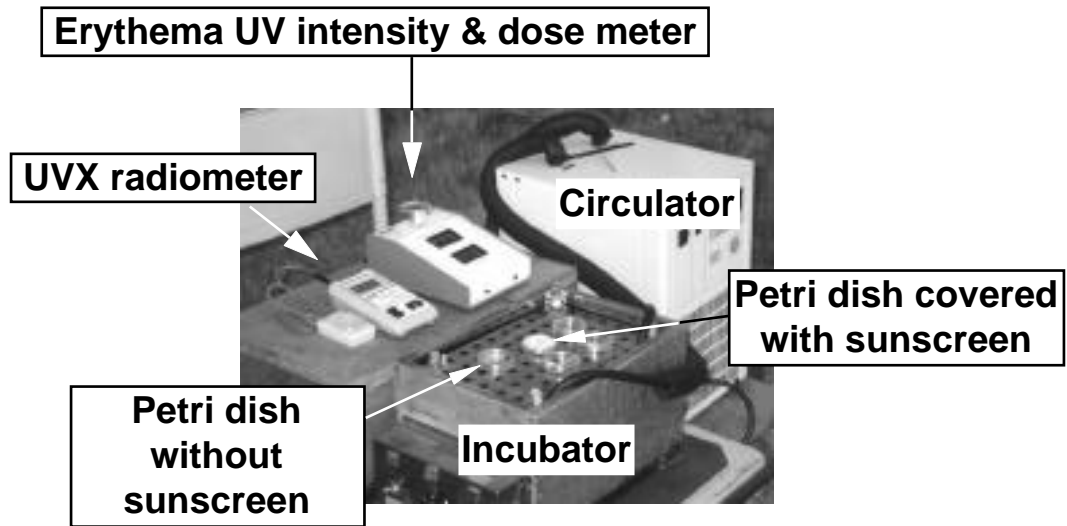 Erythema UV intensity & dose meter
UVX radiometer
Circulator
Petri dish covered
with sunscreen
Petri dish
without
sunscreen
Incubator